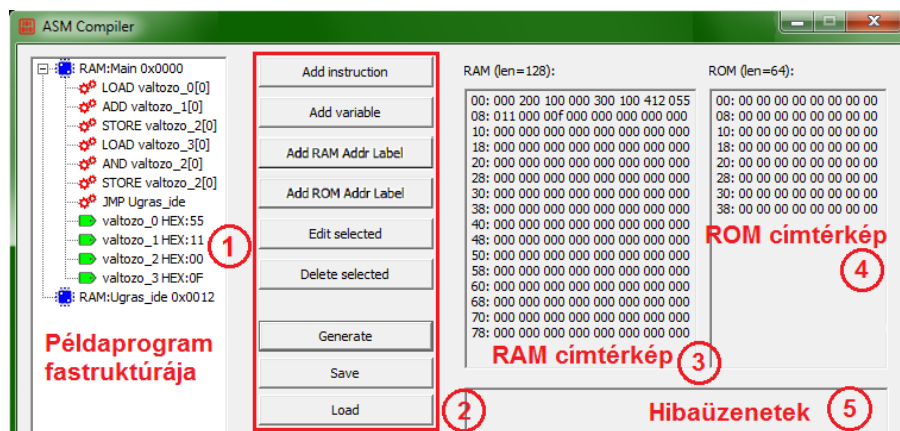 ASM Compiler
RAM:Main 0x0000
LOAD valtozo_0[0]
ADD valtozo_1[0]
STORE valtozo_2[0]
LOAD valtozo_3[0]
AND valtozo_2[0]
STORE valtozo_2[0]
JMP Ugras_ide
valtozo_0 HEX:55
valtozo_1 HEX:11
valtozo_2 HEX:00
valtozo_3 HEX:0F
RAM:Ugras_ide 0x0012
1
Példaprogram
fastruktúrája
Add instruction
Add variable
Add RAM Addr Label
Add ROM Addr Label
Edit selected
Delete selected
Generate
Save
Load
2
RAM (len=128):
00: 000 200 100 000 300 100 412 055
08: 011 000 00f 000 000 000 000 000
10: 000 000 000 000 000 000 000 000
18: 000 000 000 000 000 000 000 000
20: 000 000 000 000 000 000 000 000
28: 000 000 000 000 000 000 000 000
30: 000 000 000 000 000 000 000 000
38: 000 000 000 000 000 000 000 000
40: 000 000 000 000 000 000 000 000
48: 000 000 000 000 000 000 000 000
50: 000 000 000 000 000 000 000 000
58: 000 000 000 000 000 000 000 000
60: 000 000 000 000 000 000 000 000
68: 000 000 000 000 000 000 000 000
70: 000 000 000 000 000 000 000 000
78: 000 000 000 000 000 000 000 000
RAM címtérkép 3
ROM (len=64):
00: 00 00 00 00 00 00 00 00
08: 00 00 00 00 00 00 00 00
10: 00 00 00 00 00 00 00 00
18: 00 00 00 00 00 00 00 00
20: 00 00 00 00 00 00 00 00
28: 00 00 00 00 00 00 00 00
30: 00 00 00 00 00 00 00 00
38: 00 00 00 00 00 00 00 00
ROM címtérkép
4
Hibaüzenetek 5